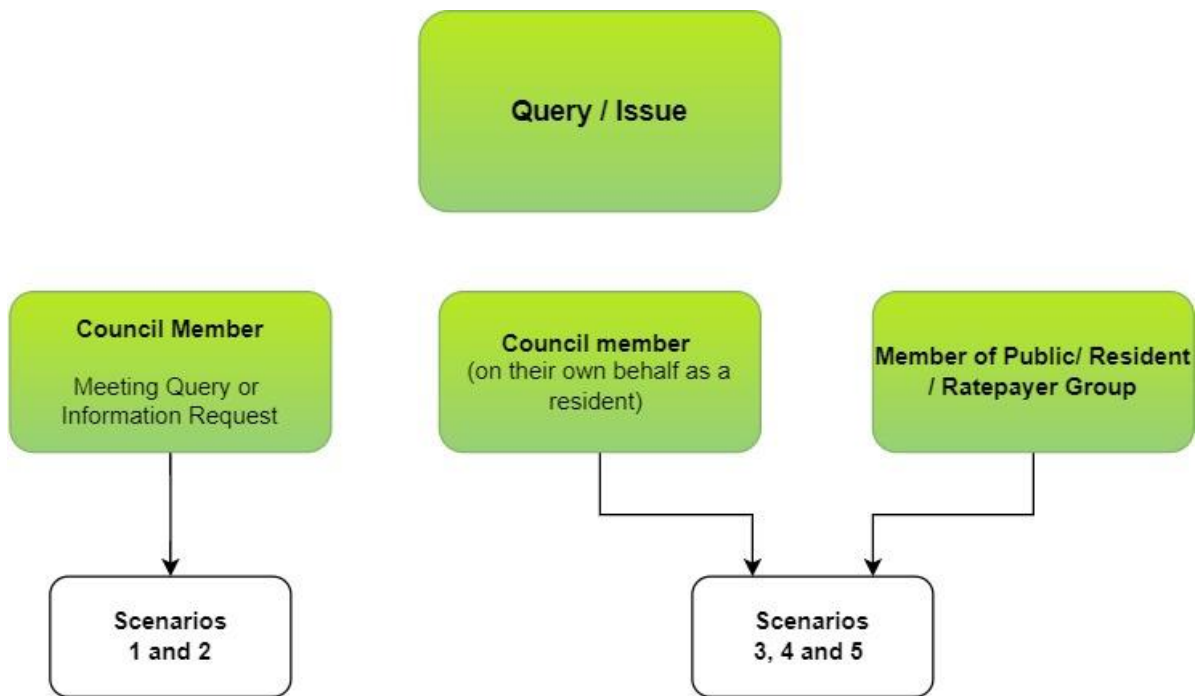 Query / Issue
Council Member
Meeting Query or
Information Request
Council member
(on their own behalf as a
resident)
Member of Public/ Resident
/ Ratepayer Group
Scenarios
1 and 2
Scenarios
3, 4 and 5